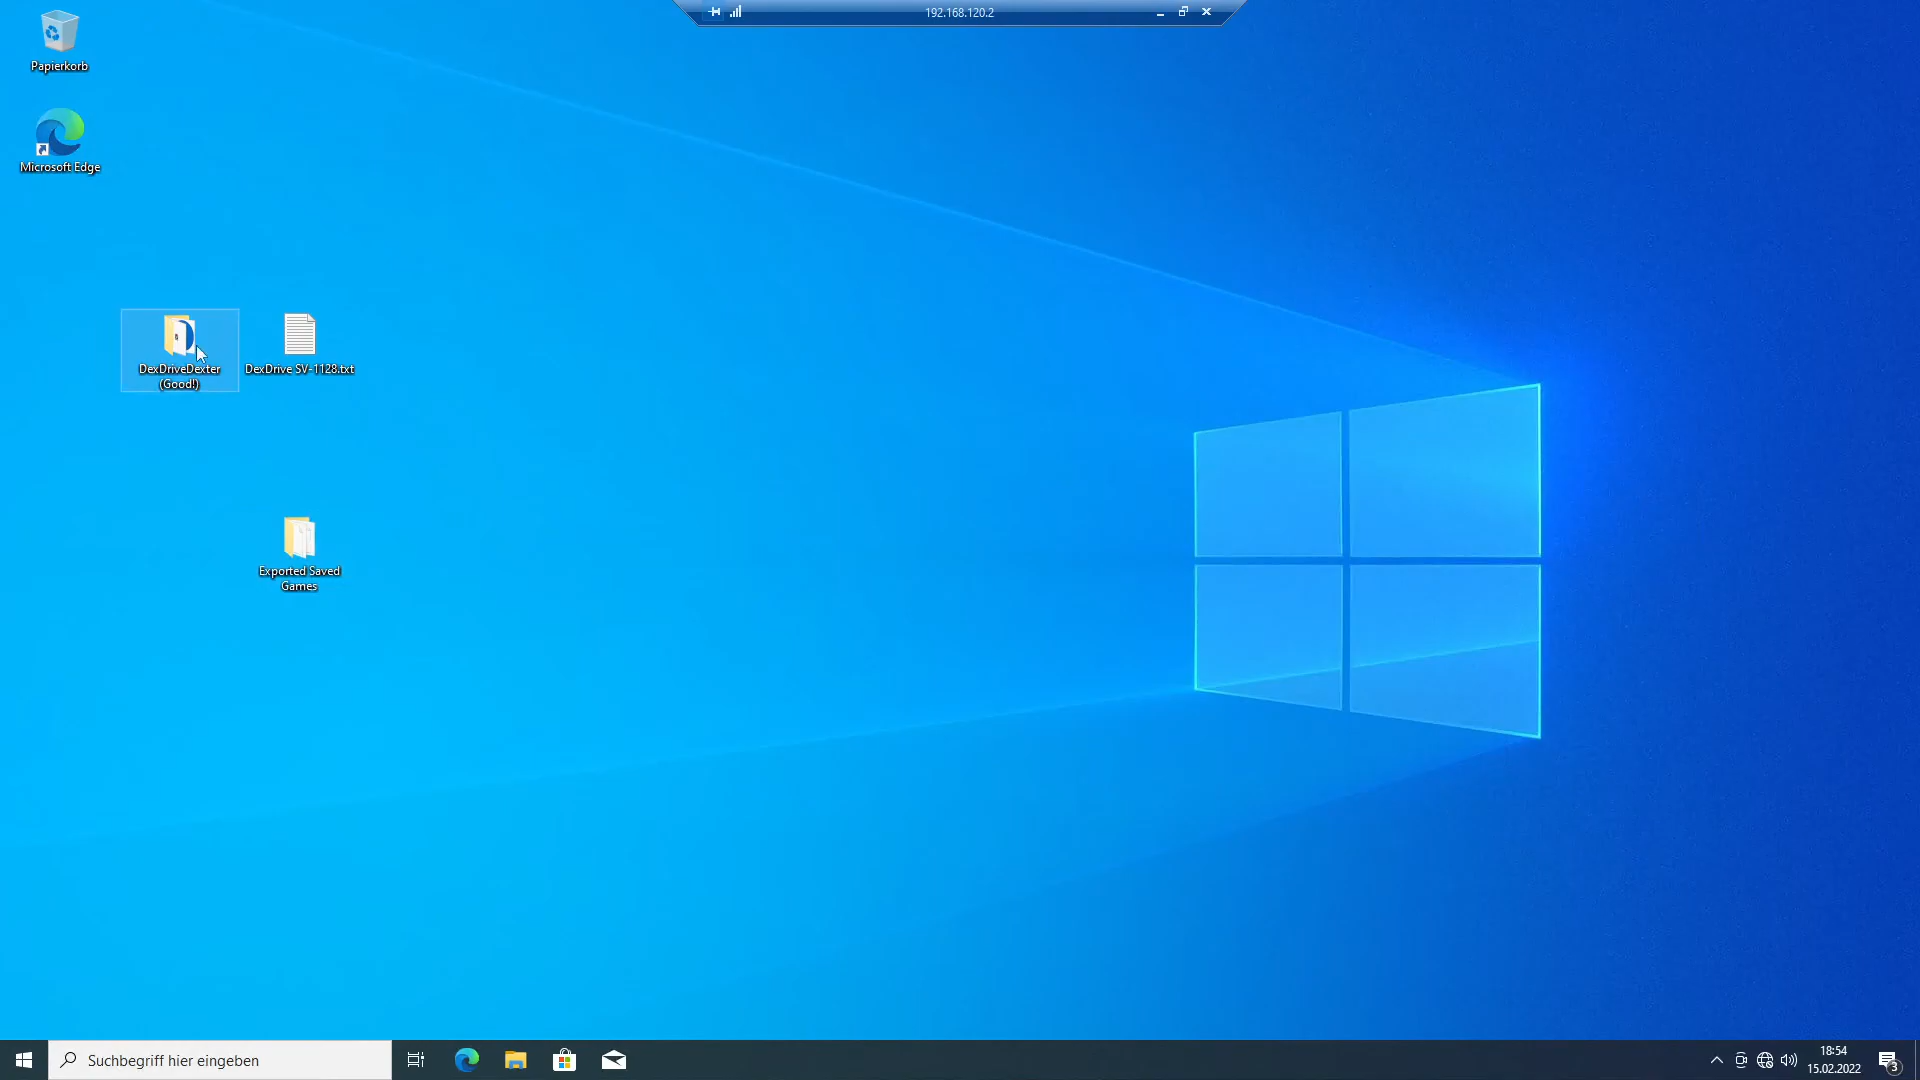 192.168.120.2
Papierkorb
Microsoft Edge
DexDriveDexter
(Good!)
DexDrive SV-1128.txt
Exported Saved
Games
Suchbegriff hier eingeben
18:54
15.02.2022
3